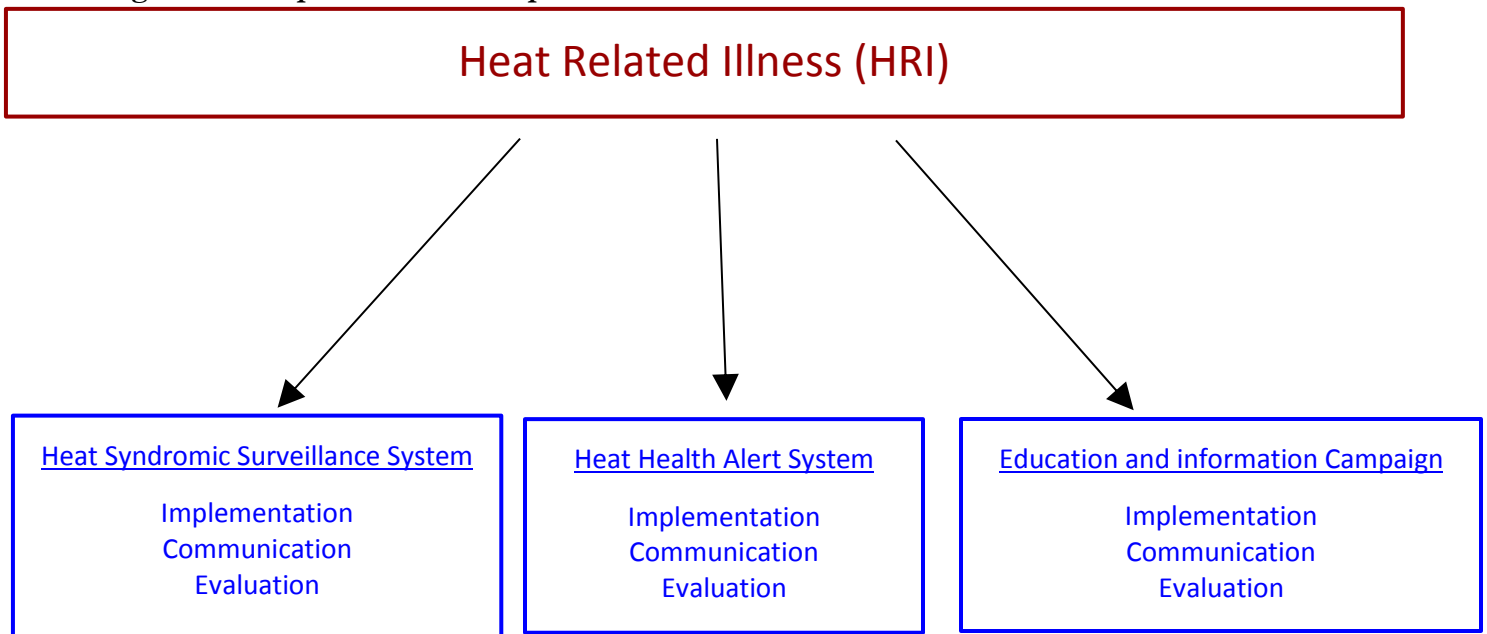 Heat Related Illness (HRI)
Heat Syndromic Surveillance System
Implementation
Communication
Evaluation
Heat Health Alert System
Implementation
Communication
Evaluation
Education and information Campaign
Implementation
Communication
Evaluation